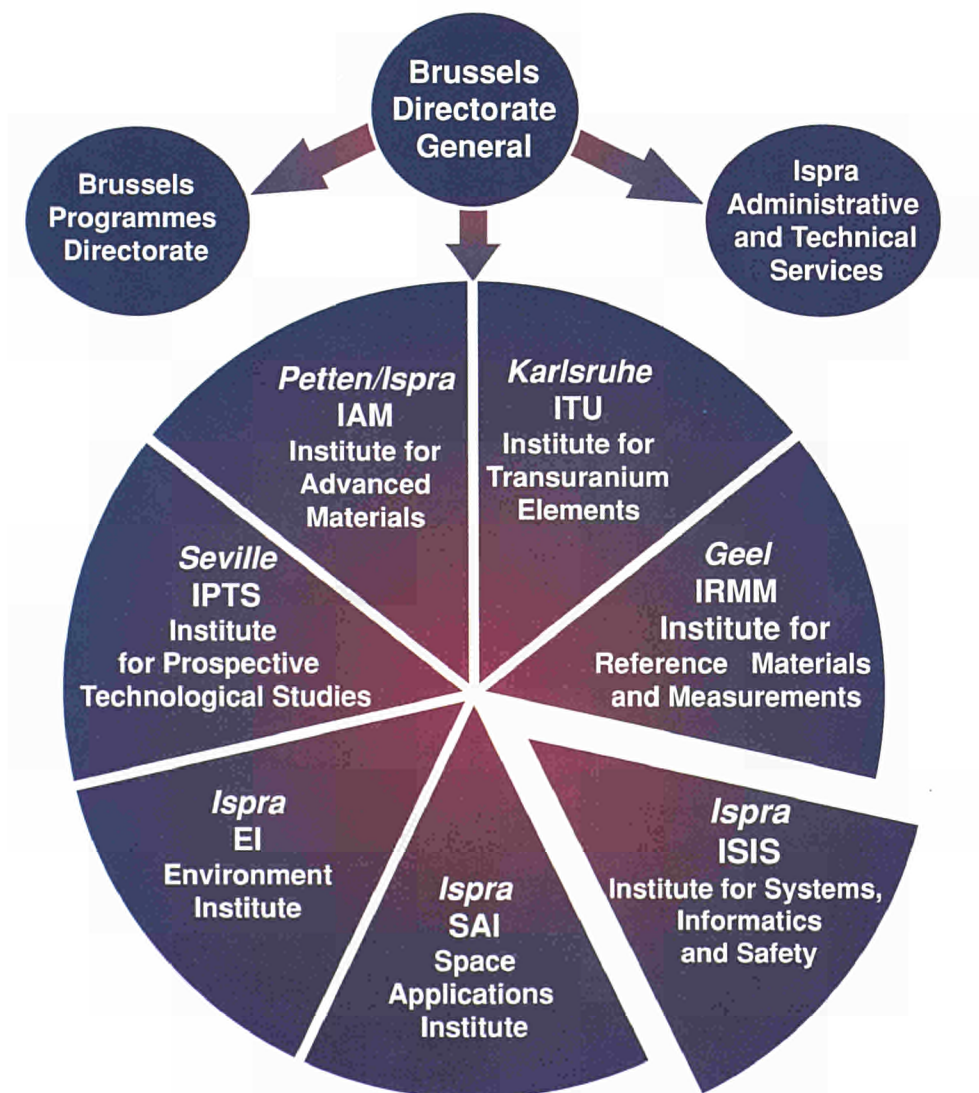 Brussels
Directorate
General
Brussels
Programmes
Directorate
Ispra
Administrative
and Technical
Services
Petten/Ispra
IAM
Institute for
Advanced
Materials
Karlsruhe
ITU
Institute for
Transuranium
Elements
Seville
IPTS
Institute
for Prospective
Technological Studies
Geel
IRMM
Institute for
Reference Materials
and Measurements
Ispra
EI
Environment
Institute
Ispra
SAI
Space
Applications
Institute
Ispra
ISIS
Institute for Systems,
Informatics
and Safety